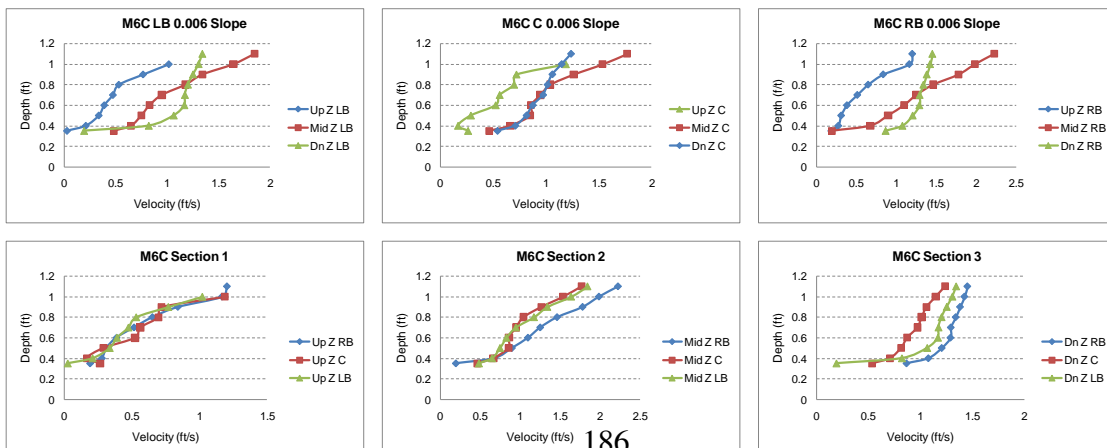 M6C LB 0.006 Slope
Depth (ft)
1.2
1
0.8
0.6
0.4
0.2
0
0 0.5 1 1.5 2
Velocity (ft/s)
Up Z LB
Mid Z LB
Dn Z LB
M6C C 0.006 Slope
Depth (ft)
1.2
1
0.8
0.6
0.4
0.2
0
0 0.5 1 1.5 2
Velocity (ft/s)
Up Z C
Mid Z C
Dn Z C
M6C RB 0.006 Slope
Depth (f/t)
1.2
1
0.8
0.6
0.4
0.2
0
0 0.5 1 1.5 2 2.5
Velocity (ft/s)
Up Z RB
Mid Z RB
Dn Z RB
M6C Section 1
Depth (ft)
1.2
1
0.8
0.6
0.4
0.2
0
0 0.5 1 1.5
Velocity (ft/s)
Up Z RB
Up Z C
Up Z LB
M6C Section 2
Depth (ft)
1.2
1
0.8
0.6
0.4
0.2
0
0 0.5 1 1.5 2 2.5
Velocity (ft/s)
Mid Z RB
Mid Z C
Mid Z LB
M6C Section 3
Depth (ft)
1.2
1
0.8
0.6
0.4
0.2
0
0 0.5 1 1.5 2
Velocity (ft/s)
Dn Z RB
Dn Z C
Dn Z LB
186